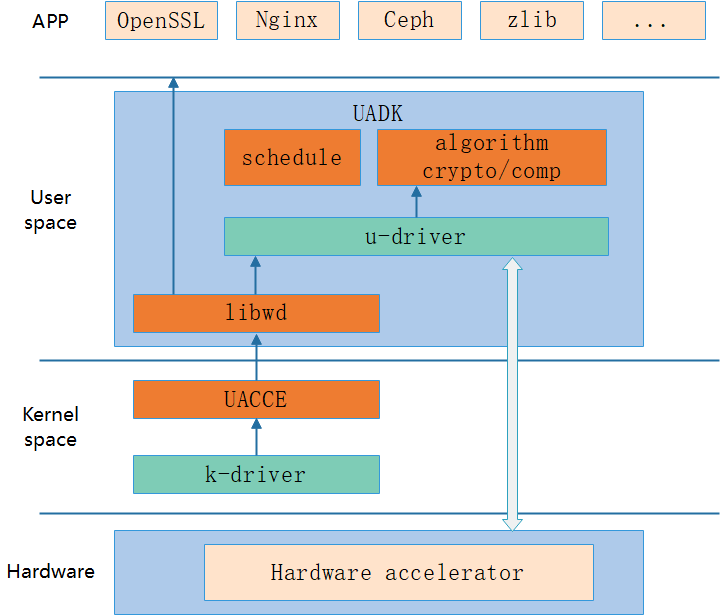 APP
OpenSSL
Nginx
Ceph
zlib
...
UADK
schedule
algorithm
crypto/comp
User
space
u-driver
libwd
UACCE
Kernel
space
k-driver
Hardware
Hardware accelerator